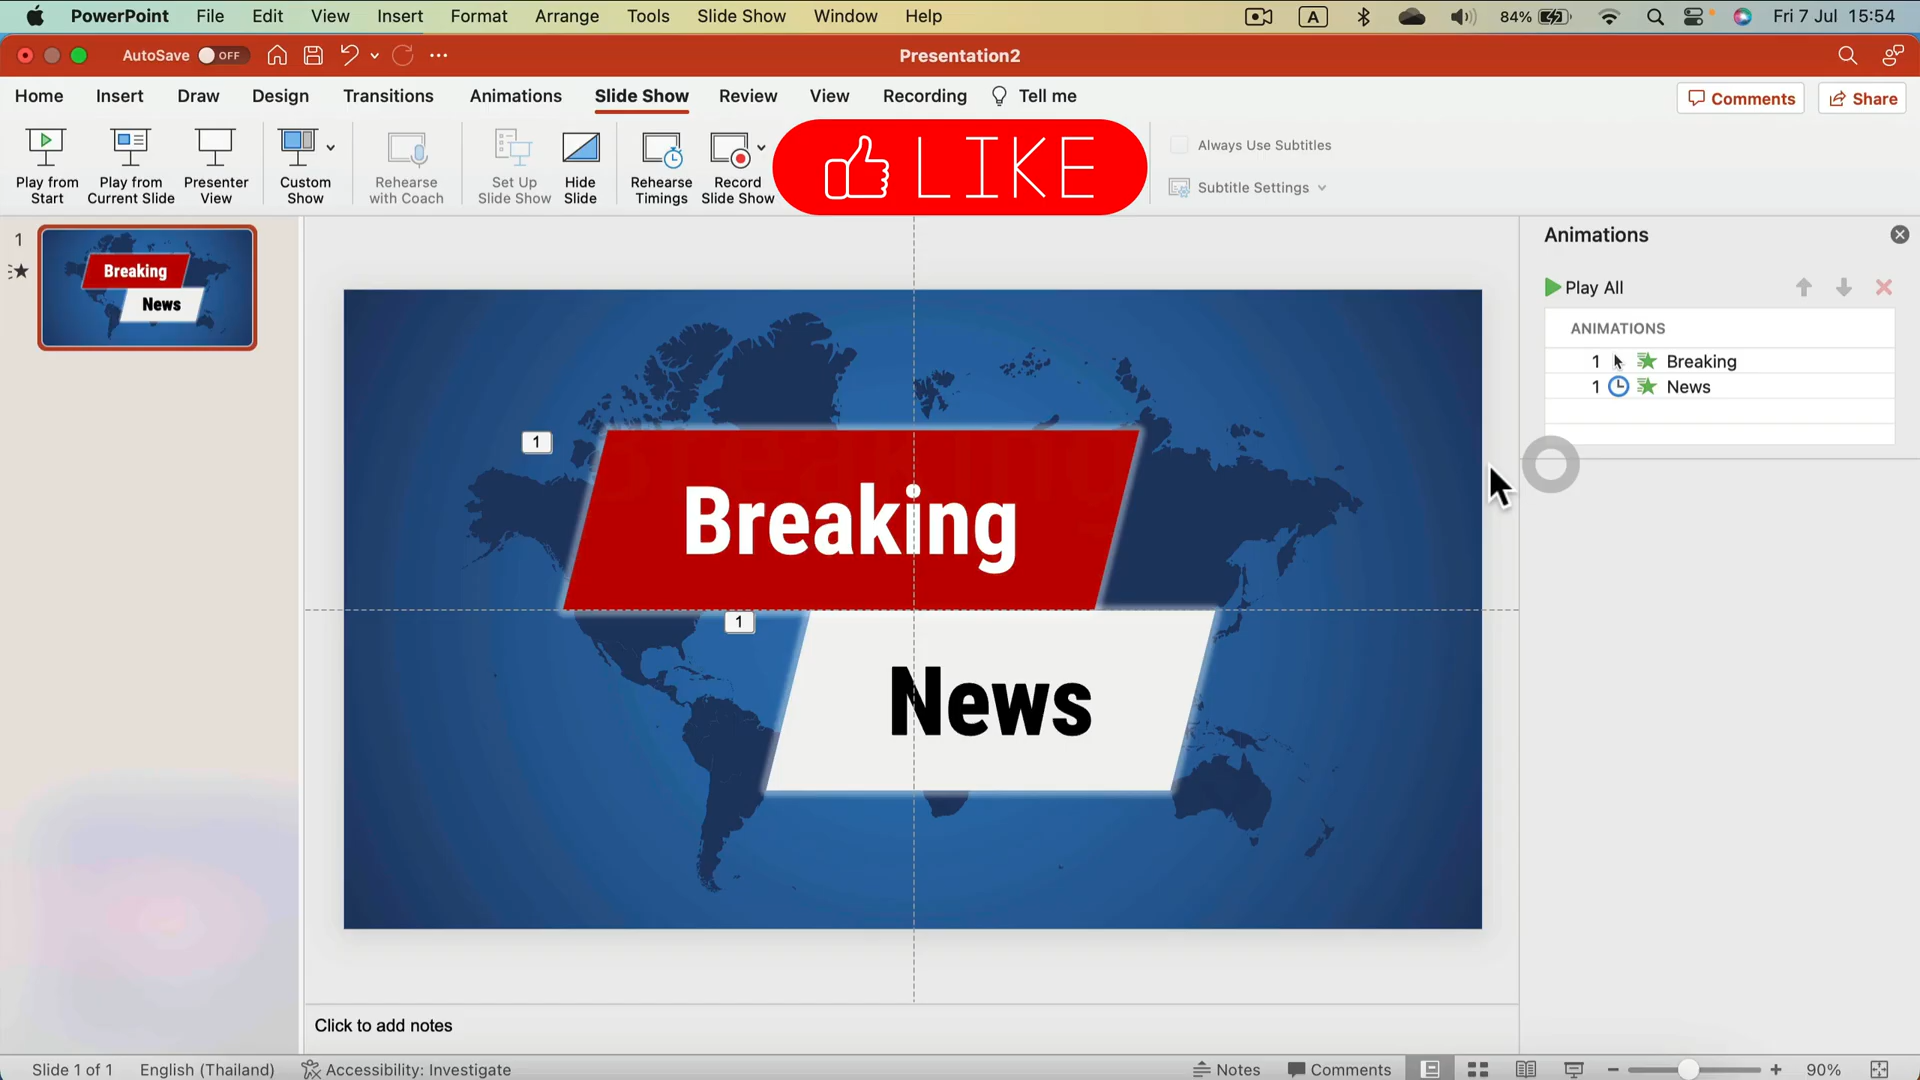 PowerPoint File Edit View Insert Format Arrange Tools Slide Show Window Help A 84% Fri 7 Jul 15:54
AutoSave OFF Presentation2
Home Insert Draw Design Transitions Animations Slide Show Review View Recording Tell me Comments Share
Play from Start
Play from Current Slide
Presenter View
Custom Show
Rehearse with Coach
Set Up Slide Show
Hide Slide
Rehearse Timings
Record Slide Show
LIKE
Always Use Subtitles
Subtitle Settings
1
Breaking
News
1
Breaking
1
News
Animations
Play All
ANIMATIONS
1 Breaking
1 News
Click to add notes
Slide 1 of 1 English (Thailand) Accessibility: Investigate Notes Comments 90%